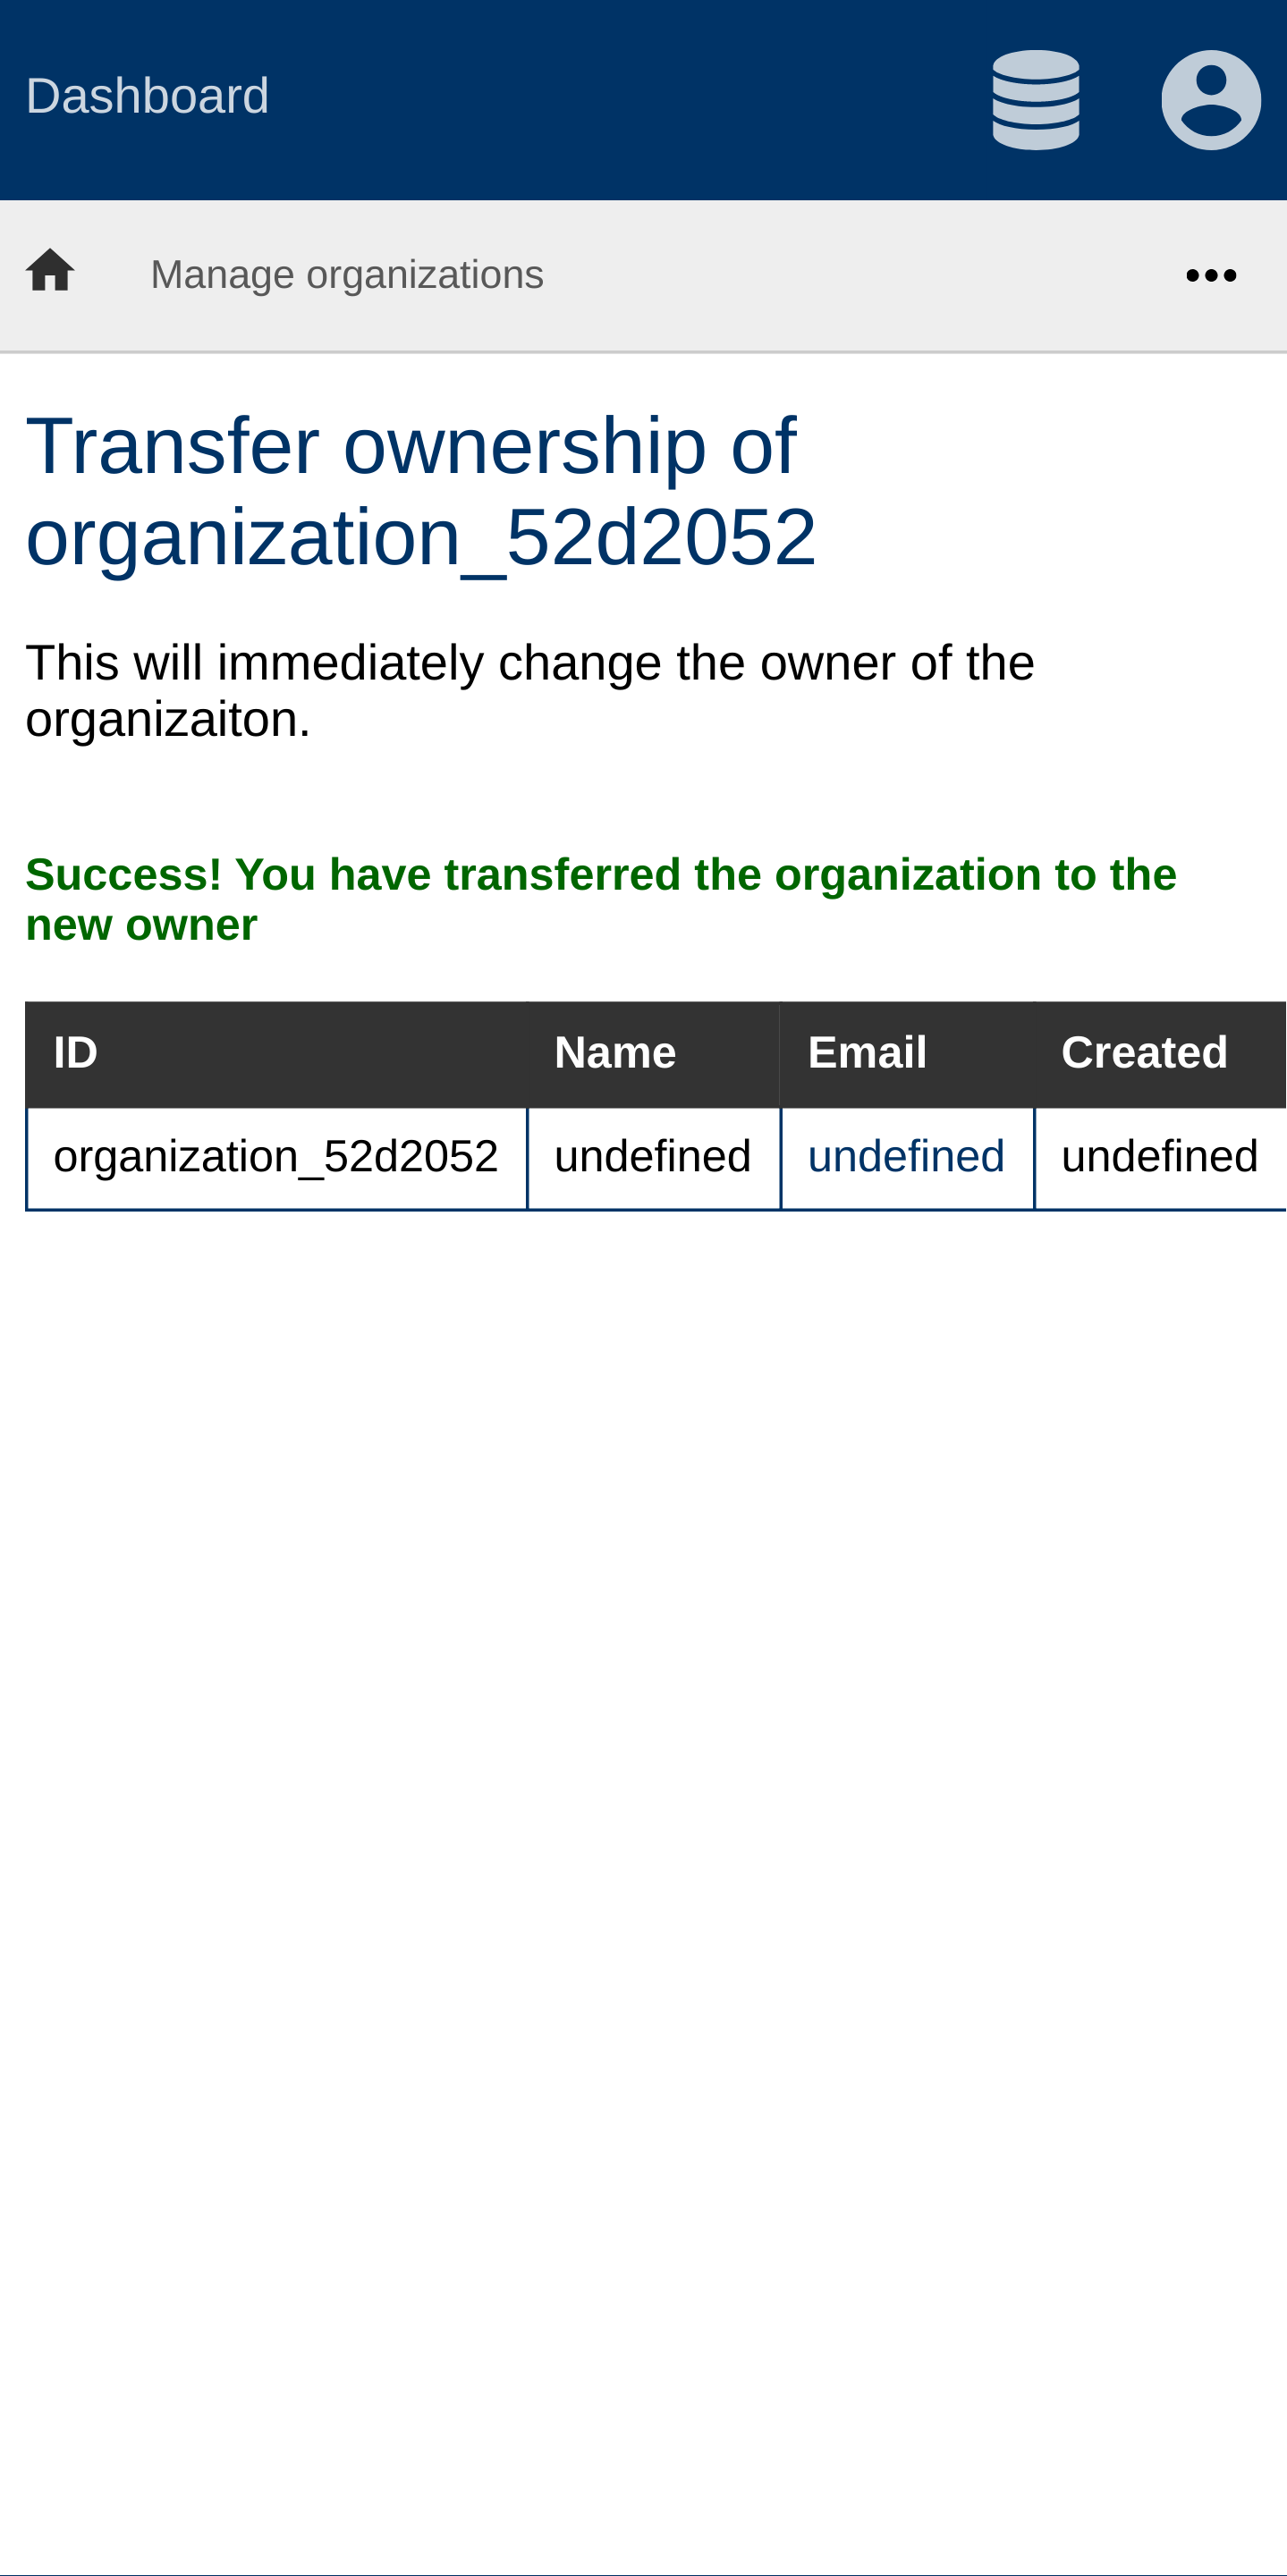 Dashboard
Manage organizations
Transfer ownership of
organization_52d2052
This will immediately change the owner of the
organizaiton.
Success! You have transferred the organization to the
new owner
ID Name Email Created
organization_52d2052 undefined undefined undefined